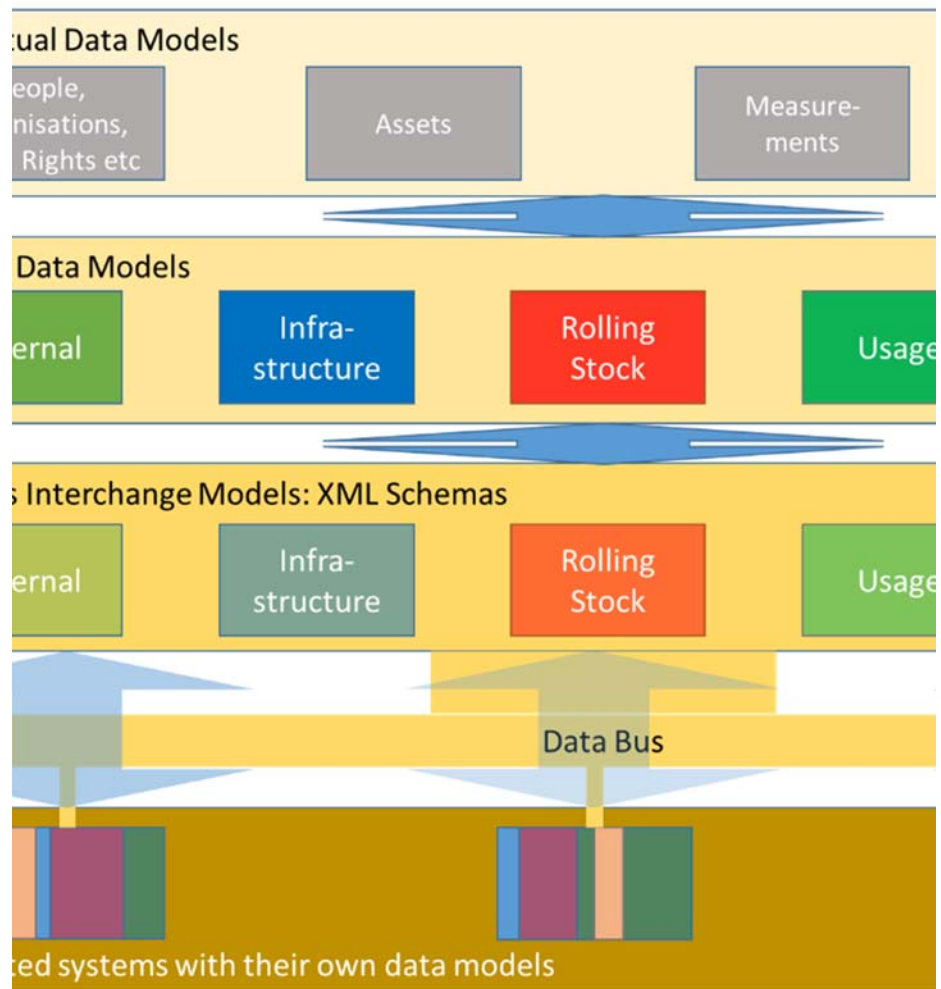 tual Data Models
eople,
nisations,
Rights etc
Assets
Measure-
ments
Data Models
ernal
Infra-
structure
Rolling
Stock
Usage
s Interchange Models: XML Schemas
ernal
Infra-
structure
Rolling
Stock
Usage
Data Bus
ted systems with their own data models